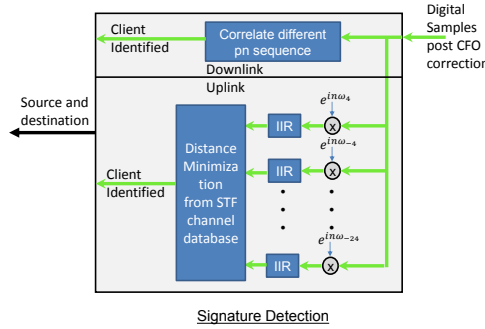 Client
Identified
Correlate different
pn sequence
Digital
Samples
post CFO
correction
Downlink
Uplink
Source and
destination
Client
Identified
Distance
Minimiza
tion
from STF
channel
database
IIR
e^{inω_4}
x
IIR
e^{inω_{-4}}
x
IIR
e^{inω_{-24}}
x
Signature Detection